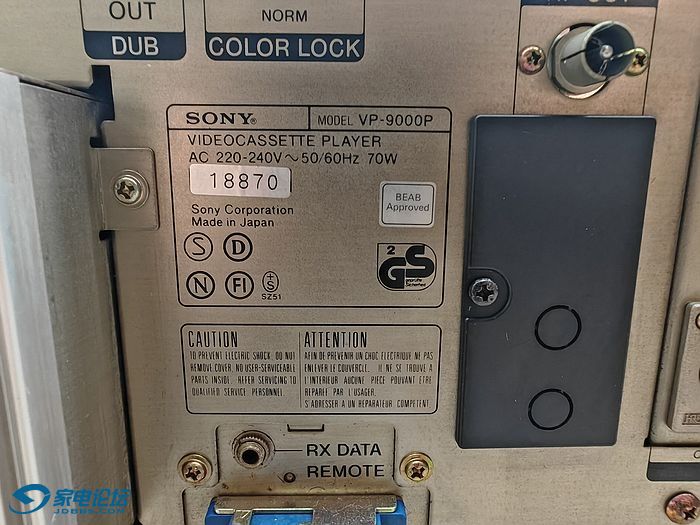 OUT
DUB
NORM
COLOR LOCK
SONY®
MODEL VP-9000P
VIDEOCASSETTE PLAYER
AC 220-240V~50/60Hz 70W
18870
BEAB
Approved
Sony Corporation
Made in Japan
S D
N FI
+
S
SZ51
2
GS
geprüfte
Sicherheit
CAUTION
TO PREVENT ELECTRIC SHOCK, DO NOT
REMOVE COVER. NO USER-SERVICEABLE
PARTS INSIDE. REFER SERVICING TO
QUALIFIED SERVICE PERSONNEL.
ATTENTION
AFIN DE PREVENIR UN CHOC ELECTRIQUE NE PAS
ENLEVER LE COUVERCLE. IL NE SE TROUVE A
L'INTERIEUR AUCUNE PIECE POUVANT ETRE
REPAREE PAR L'USAGER.
S'ADRESSER A UN REPARATEUR COMPETENT.
RX DATA
REMOTE
家电论坛
JDBBS.COM